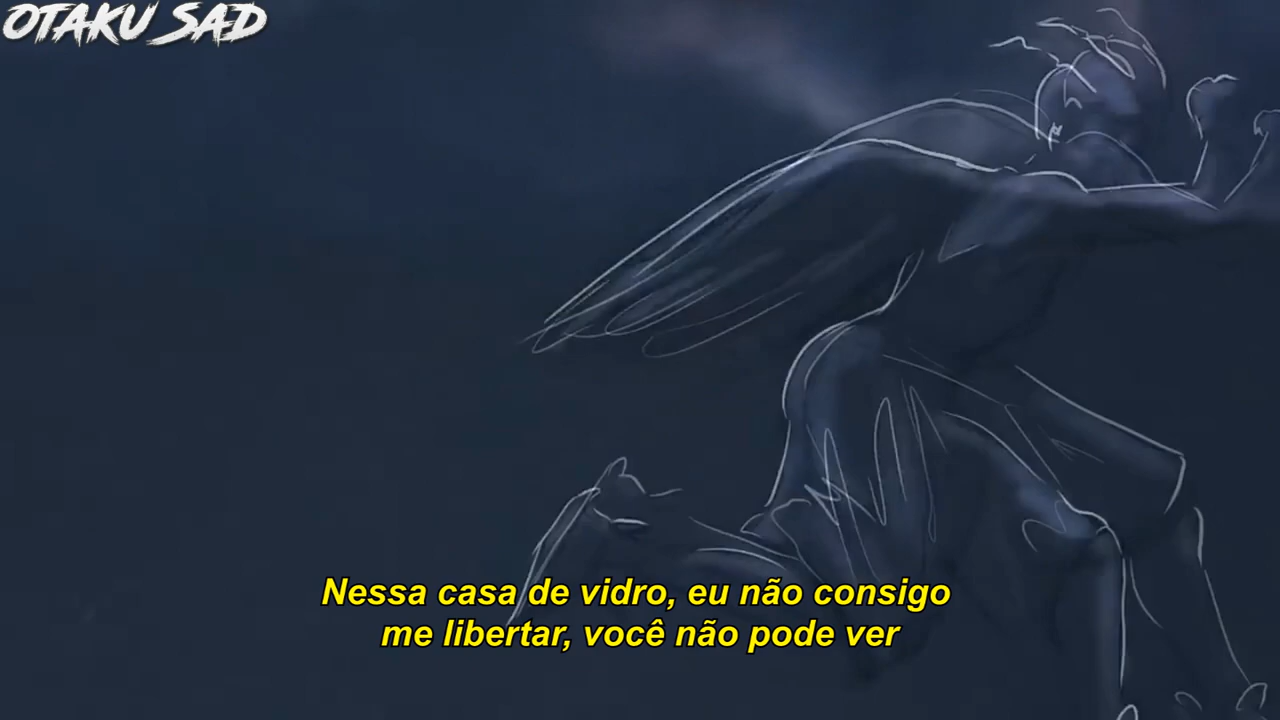 OTAKU SAD
Nessa casa de vidro, eu não consigo
me libertar, você não pode ver